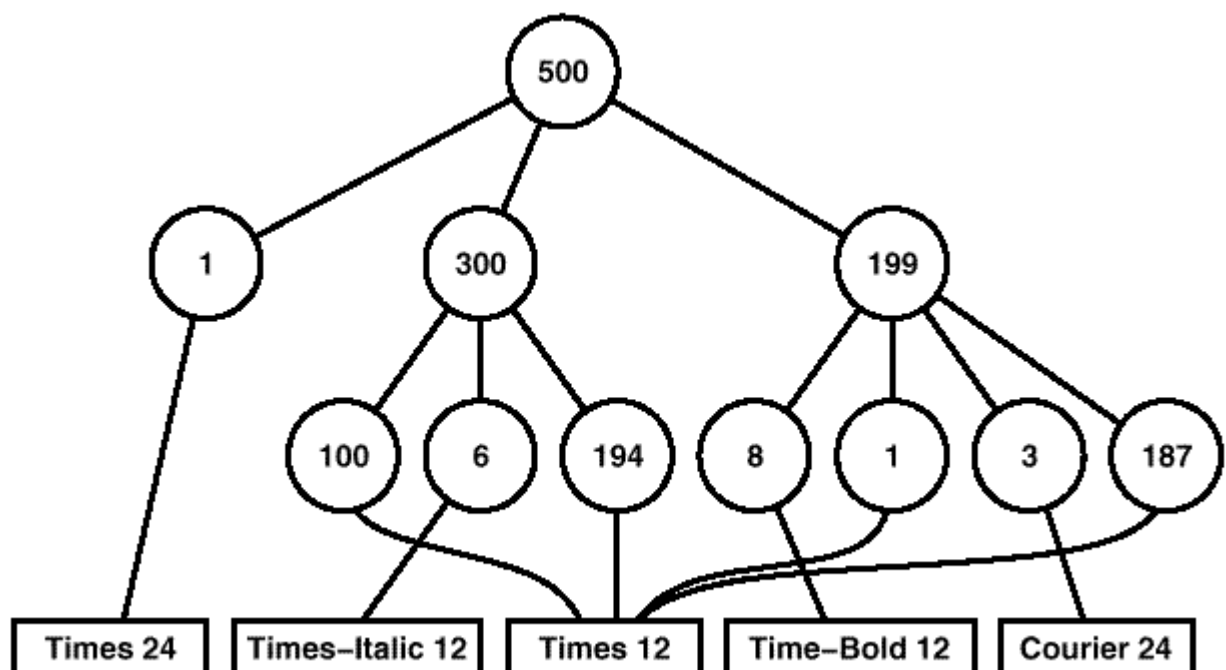 500
1
300
199
100
6
194
8
1
3
187
Times 24
Times–Italic 12
Times 12
Time–Bold 12
Courier 24